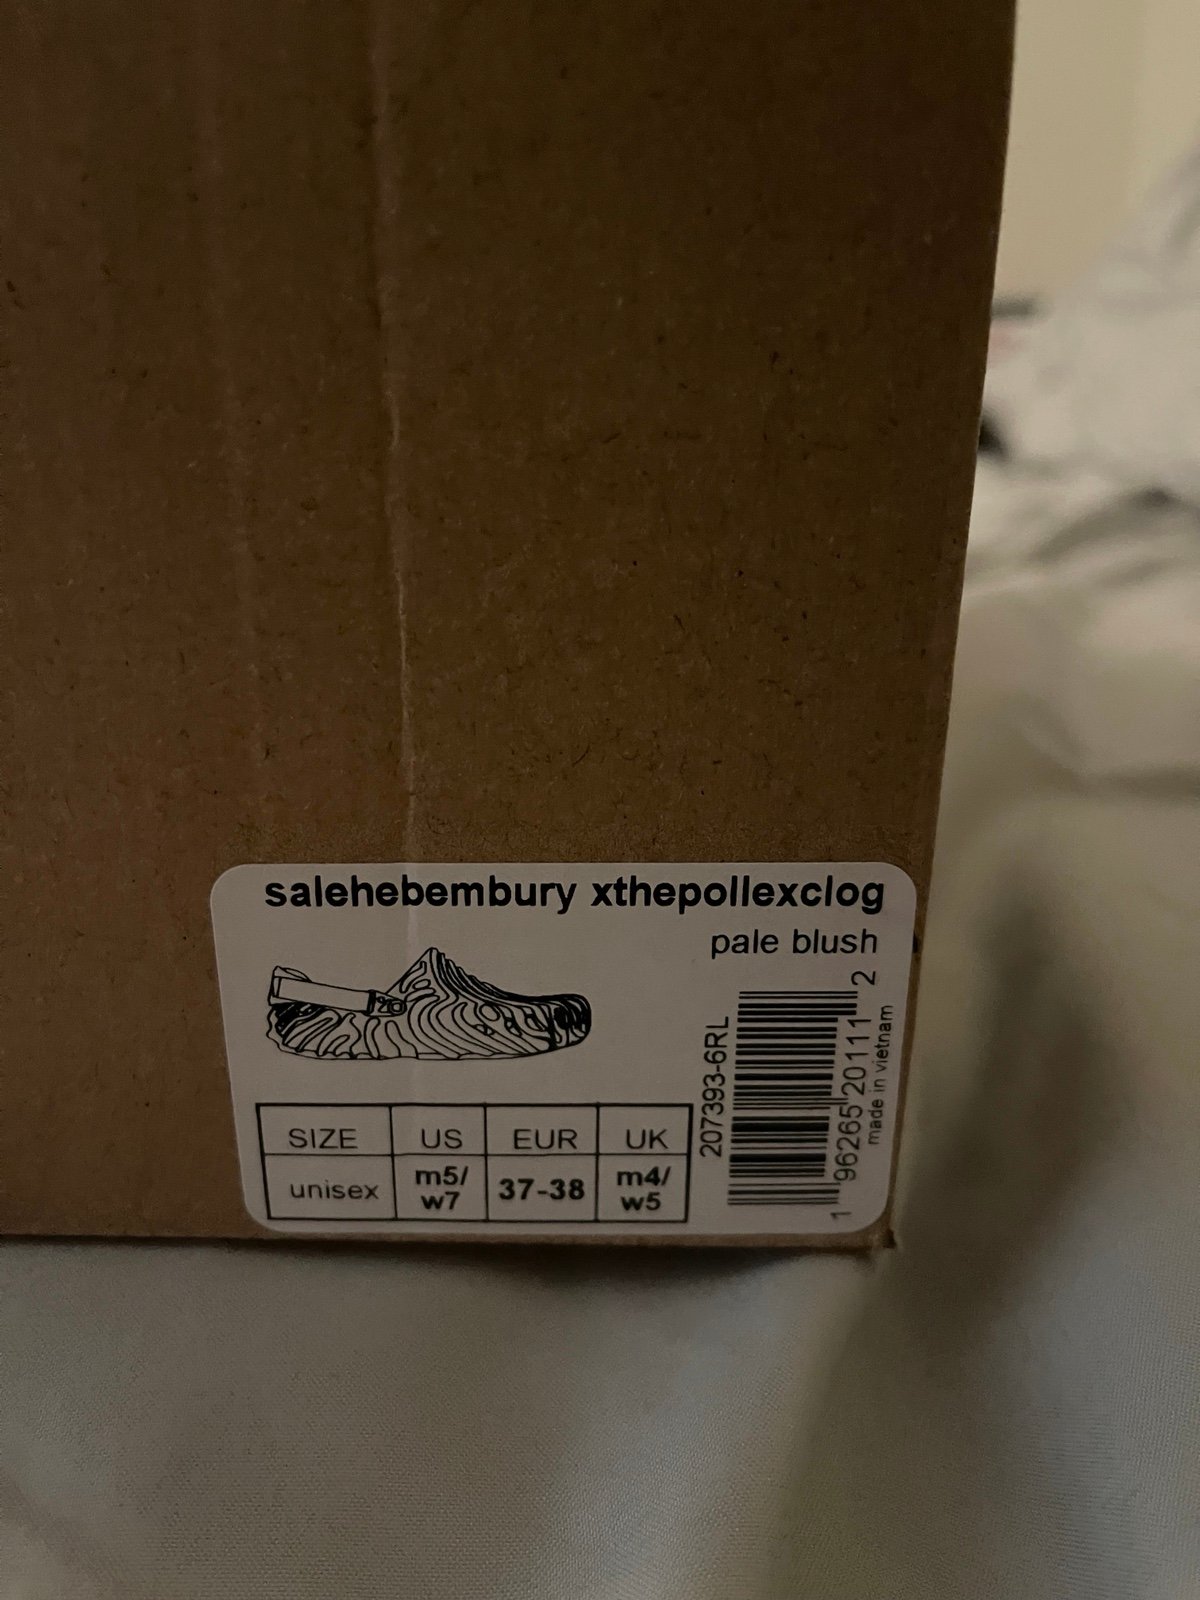 salehebembury xthepollexclog
pale blush
SIZE US EUR UK
unisex m5/ w7 37-38 m4/ w5
207393-6RL
1 96265 20111 2
made in vietnam